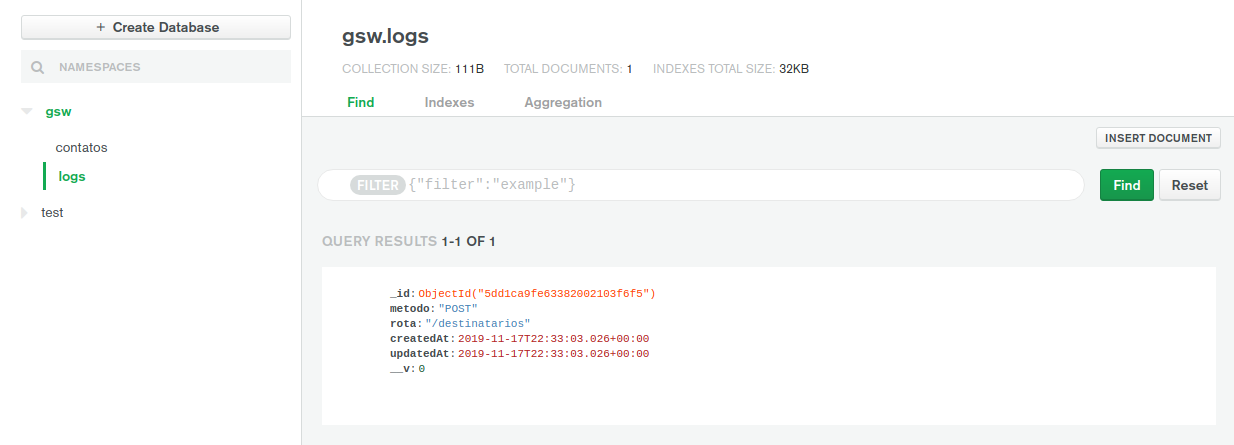 + Create Database
NAMESPACES
gsw
contatos
logs
test
gsw.logs
COLLECTION SIZE: 111B TOTAL DOCUMENTS: 1 INDEXES TOTAL SIZE: 32KB
Find Indexes Aggregation
INSERT DOCUMENT
FILTER {"filter":"example"} Find Reset
QUERY RESULTS 1-1 OF 1
_id: ObjectId("5dd1ca9fe63382002103f6f5")
metodo: "POST"
rota: "/destinatarios"
createdAt: 2019-11-17T22:33:03.026+00:00
updatedAt: 2019-11-17T22:33:03.026+00:00
__v: 0